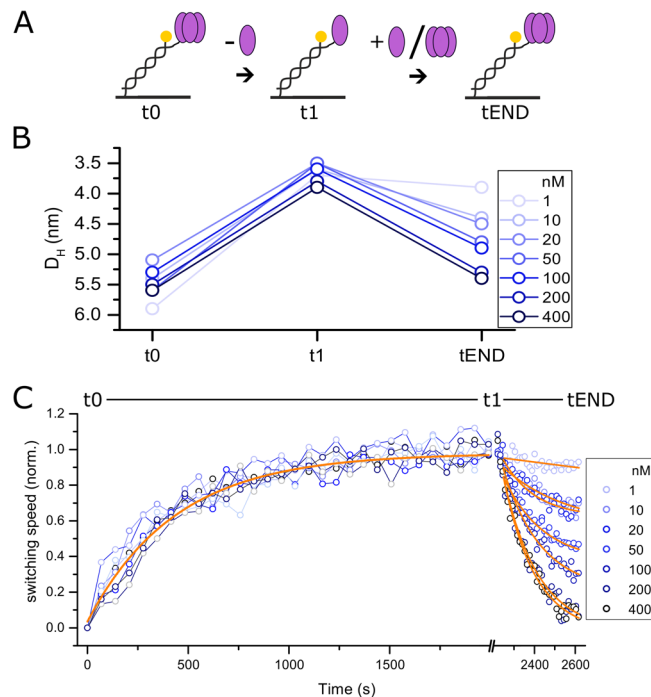 A
- + /
t0 t1 tEND
B
D_H (nm)
3.5
4.0
4.5
5.0
5.5
6.0
t0 t1 tEND
nM
1
10
20
50
100
200
400
C
t0 t1 tEND
switching speed (norm.)
1.2
1.0
0.8
0.6
0.4
0.2
0.0
0 500 1000 1500 2400 2600
Time (s)
nM
1
10
20
50
100
200
400